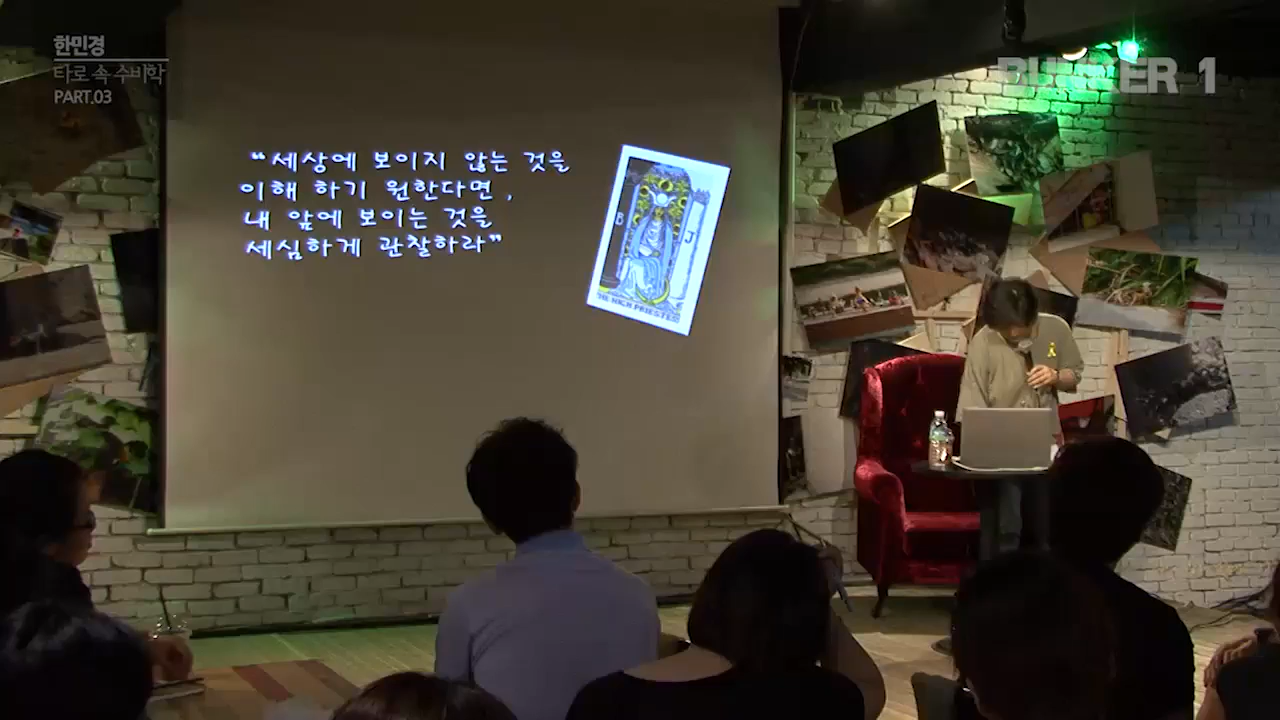 한민경
타로 속 수비학
PART.03
BUNKER 1
“세상에 보이지 않는 것을
이해 하기 원한다면,
내 앞에 보이는 것을
세심하게 관찰하라”
B
J
THE HIGH PRIESTESS